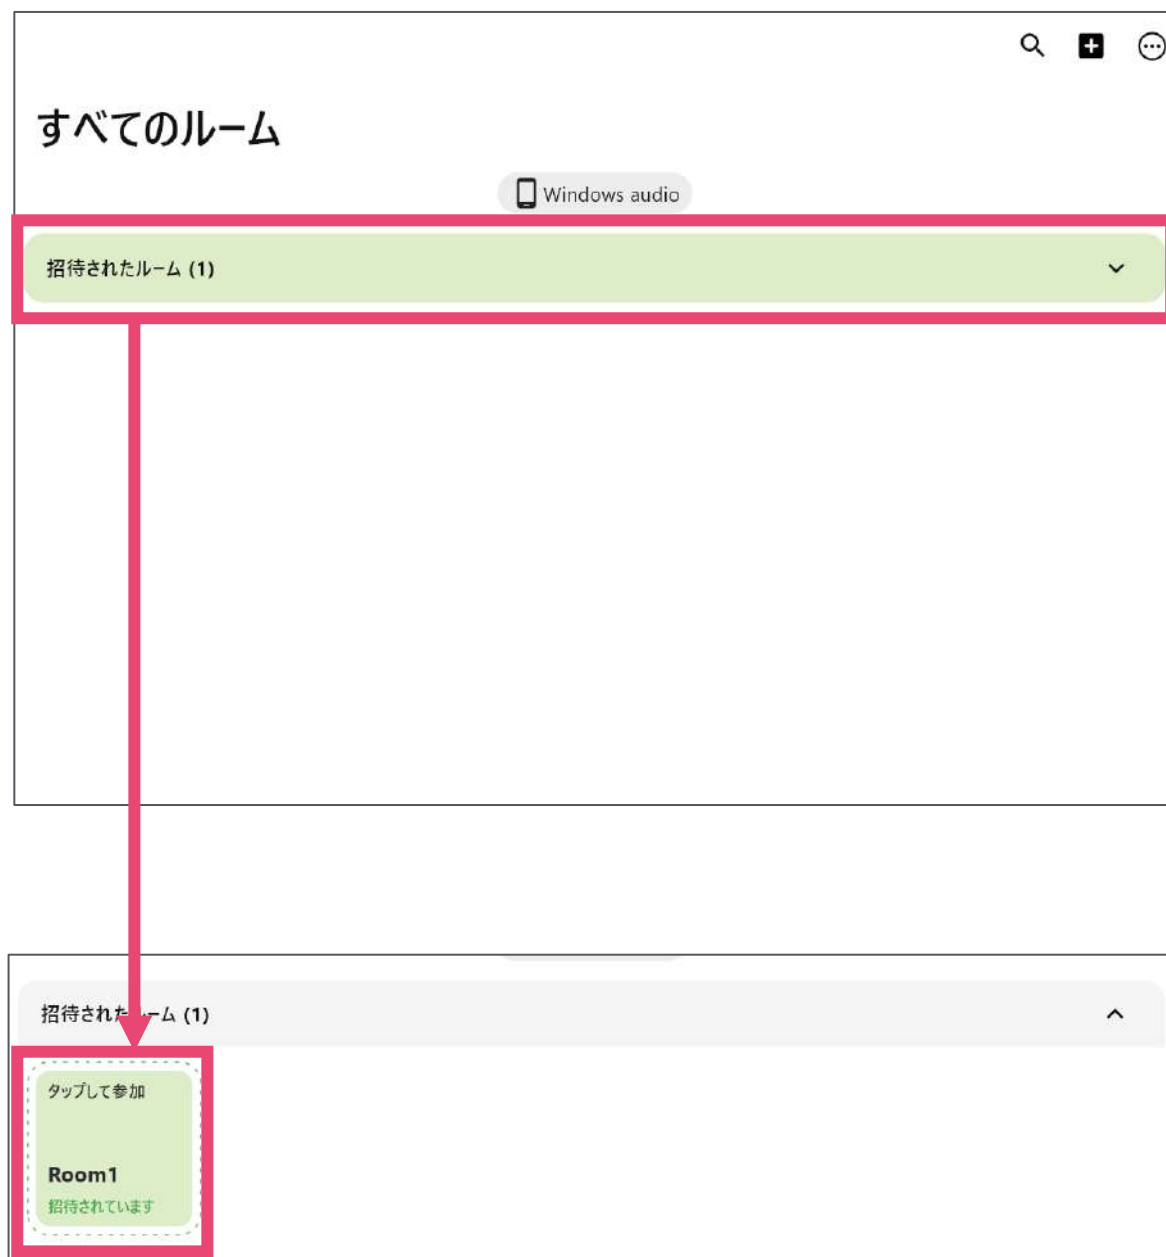 すべてのルーム
Windows audio
招待されたルーム (1)
招待されたルーム (1)
タップして参加
Room1
招待されています